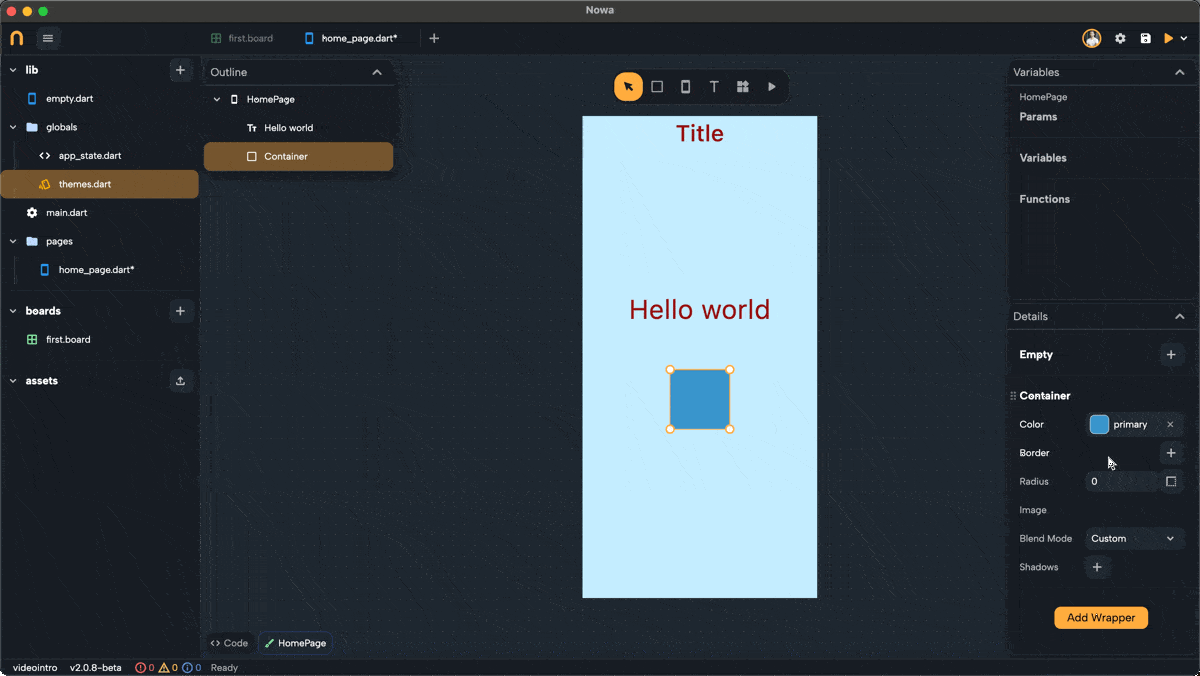 Nowa
first.board
home_page.dart*
lib
empty.dart
globals
app_state.dart
themes.dart
main.dart
pages
home_page.dart*
boards
first.board
assets
Outline
HomePage
Hello world
Container
Title
Hello world
Variables
HomePage
Params
Variables
Functions
Details
Empty
Container
Color primary
Border
Radius 0
Image
Blend Mode Custom
Shadows
Add Wrapper
Code HomePage
videointro v2.0.8-beta 0 0 0 Ready